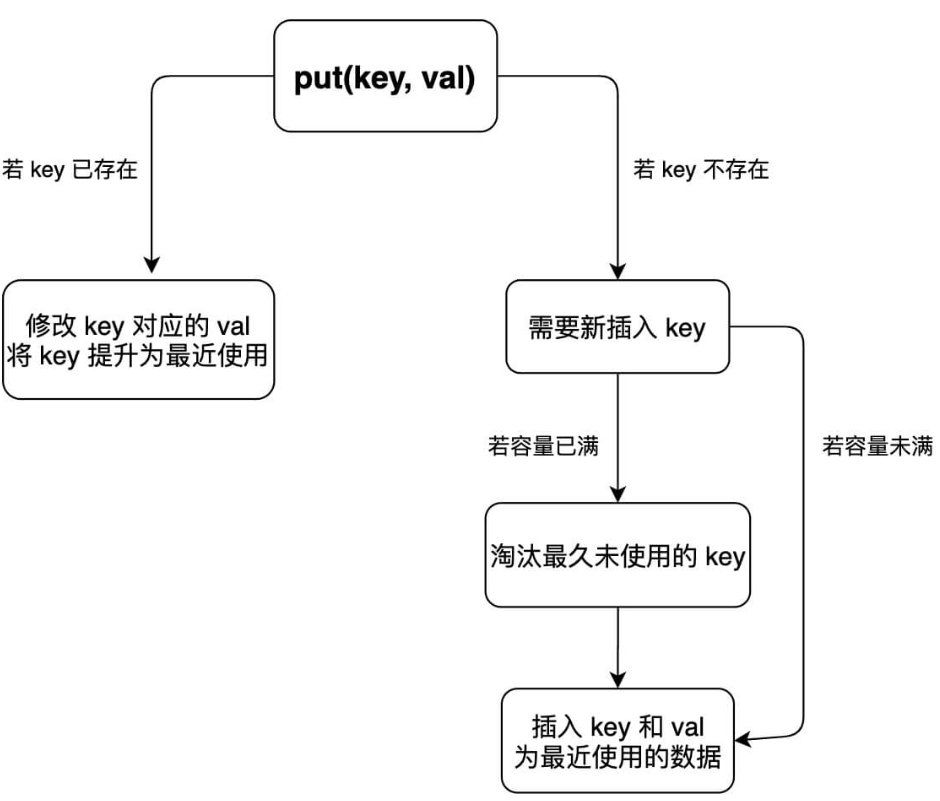 put(key, val)
若 key 已存在
若 key 不存在
修改 key 对应的 val
将 key 提升为最近使用
需要新插入 key
若容量已满
若容量未满
淘汰最久未使用的 key
插入 key 和 val
为最近使用的数据